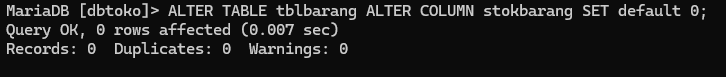 MariaDB [dbtoko]> ALTER TABLE tblbarang ALTER COLUMN stokbarang SET default 0;
Query OK, 0 rows affected (0.007 sec)
Records: 0  Duplicates: 0  Warnings: 0